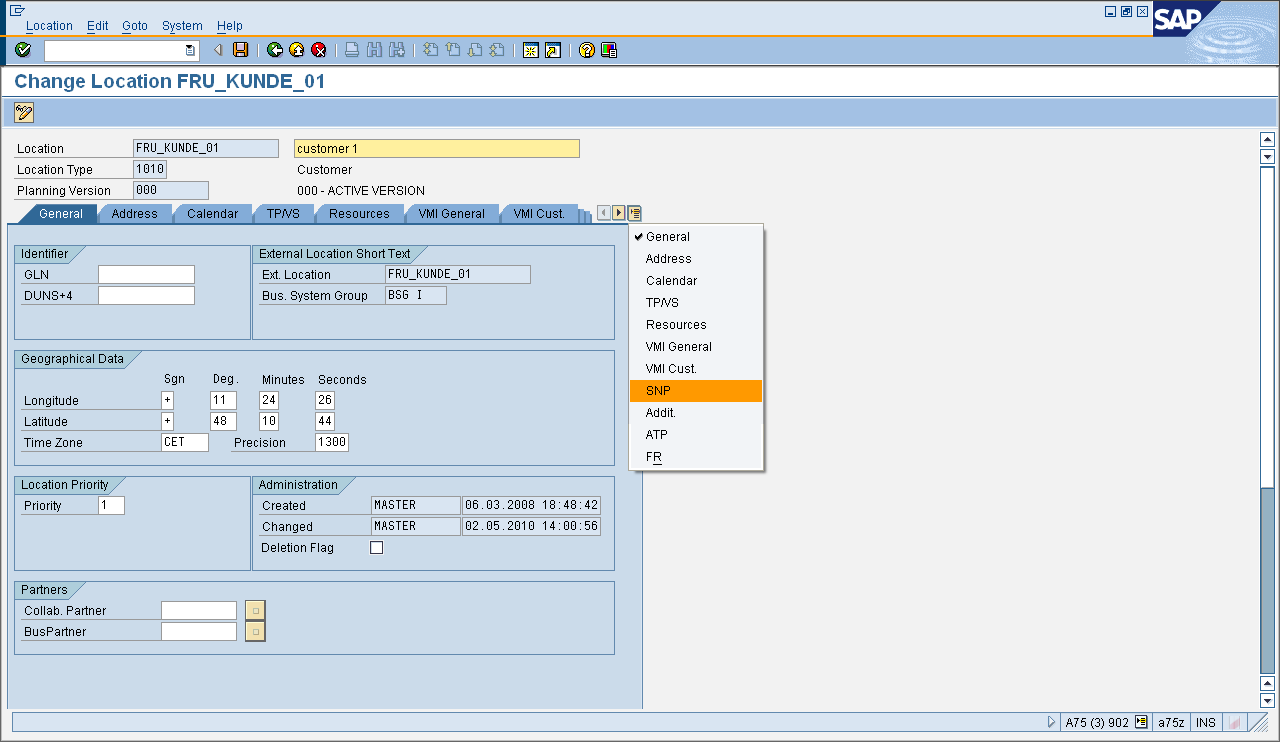 Location Edit Goto System Help
SAP
Change Location FRU_KUNDE_01
Location FRU_KUNDE_01 customer 1
Location Type 1010 Customer
Planning Version 000 000 - ACTIVE VERSION
General Address Calendar TP/VS Resources VMI General VMI Cust.
General
Address
Calendar
TP/VS
Resources
VMI General
VMI Cust.
SNP
Addit.
ATP
FR
Identifier
GLN
DUNS+4
External Location Short Text
Ext. Location FRU_KUNDE_01
Bus. System Group BSG I
Geographical Data
Sgn Deg. Minutes Seconds
Longitude + 11 24 26
Latitude + 48 10 44
Time Zone CET Precision 1300
Location Priority
Priority 1
Administration
Created MASTER 06.03.2008 18:48:42
Changed MASTER 02.05.2010 14:00:56
Deletion Flag
Partners
Collab. Partner
BusPartner
A75 (3) 902 a75z INS